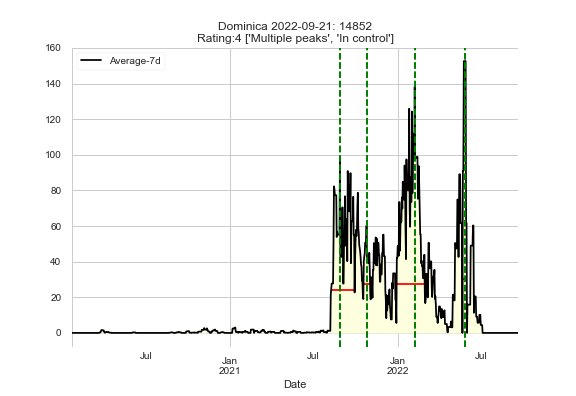 Dominica 2022-09-21: 14852
Rating:4 ['Multiple peaks', 'In control']
160
Average-7d
140
120
100
80
60
40
20
0
Jul
Jan
2021
Jul
Jan
2022
Jul
Date